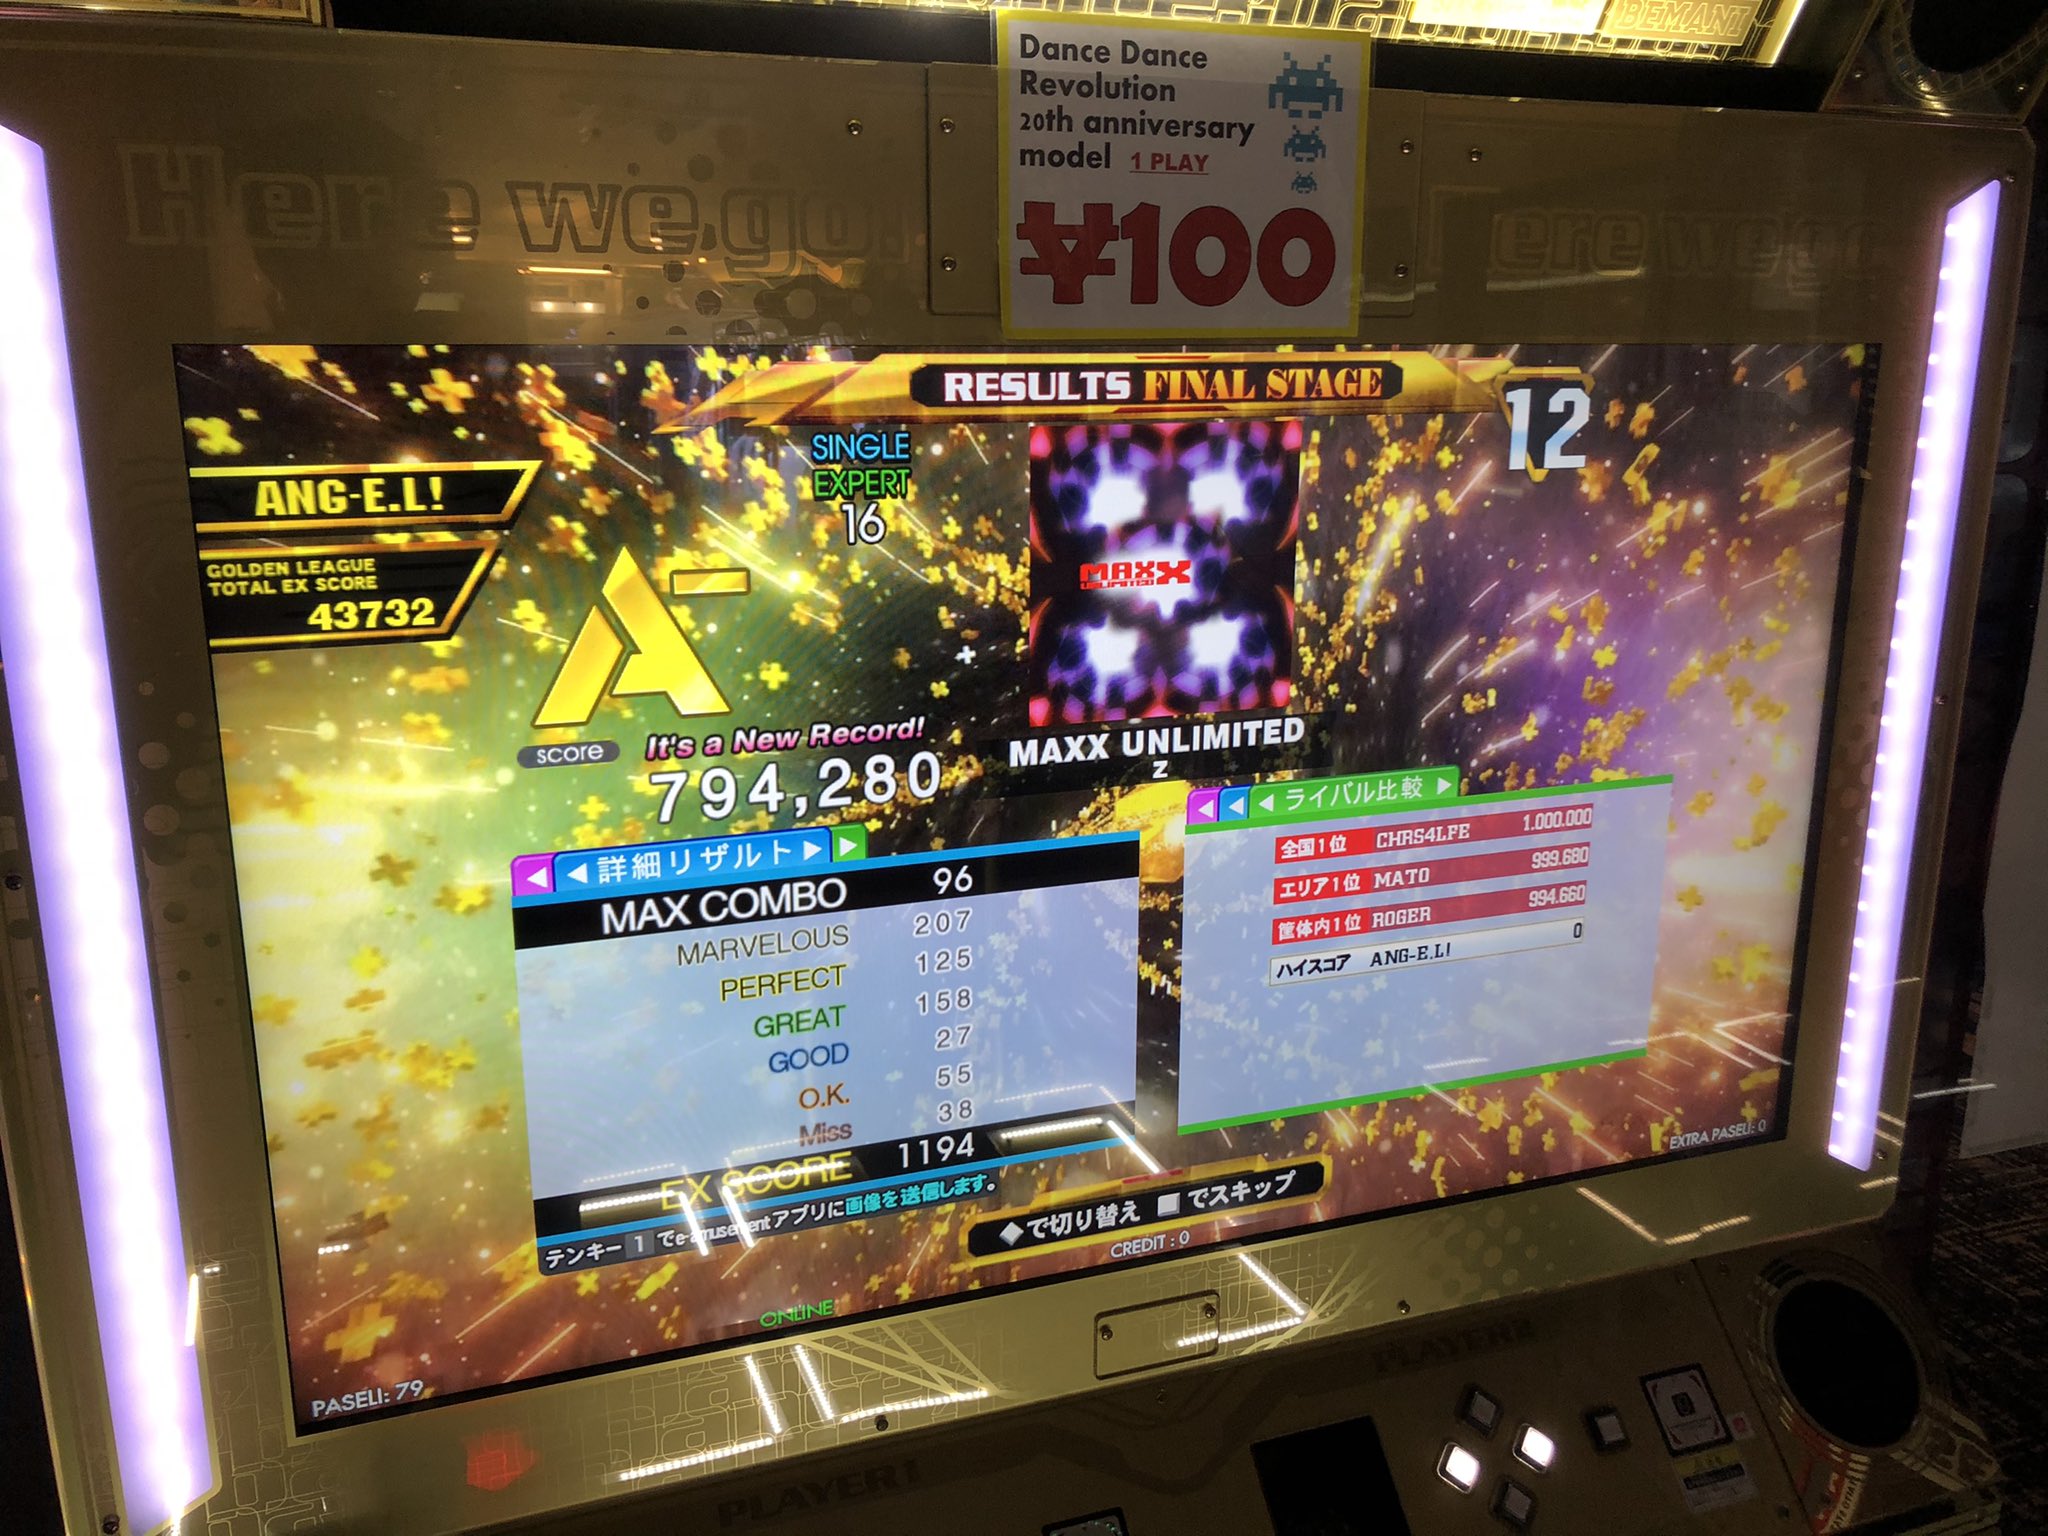 BEMANI
Dance Dance
Revolution
20th anniversary
model 1 PLAY
¥100
Here we go!
ere we go
RESULTS FINAL STAGE
12
ANG-E.L!
GOLDEN LEAGUE
TOTAL EX SCORE
43732
SINGLE
EXPERT
16
A-
MAXX
UNLIMITED
MAXX UNLIMITED
Z
It's a New Record!
score
794,280
◀ ◀ 詳細リザルト ▶ ▶
MAX COMBO 96
MARVELOUS 207
PERFECT 125
GREAT 158
GOOD 27
O.K. 55
Miss 38
EX SCORE 1194
テンキー 1 でe-amusementアプリに画像を送信します。
◀ ◀ ◀ ライバル比較 ▶
全国1位 CHRS4LFE 1.000.000
エリア1位 MATO 999.680
筐体内1位 ROGER 994.660
ハイスコア ANG-E.L! 0
EXTRA PASELI: 0
◆で切り替え ■でスキップ
CREDIT : 0
ONLINE
PASELI: 79
PLAYER1
PLAYER2